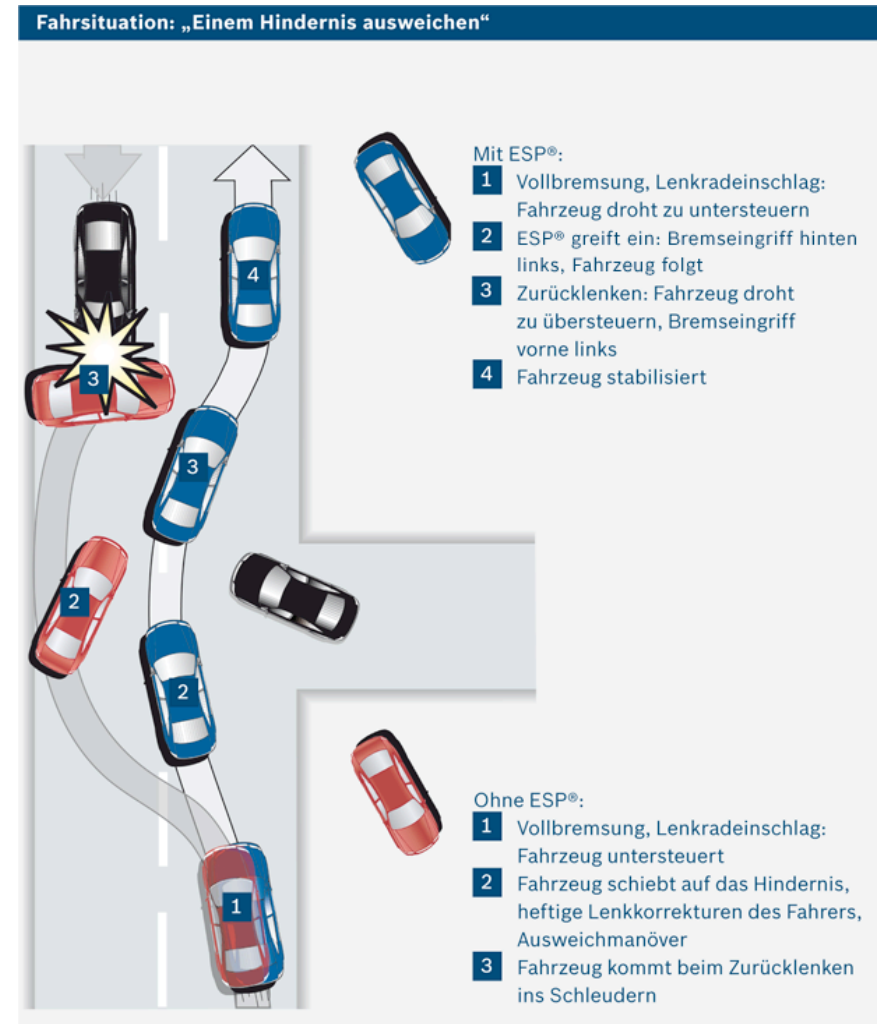 Fahrsituation: „Einem Hindernis ausweichen“
Mit ESP®:
1 Vollbremsung, Lenkradeinschlag:
Fahrzeug droht zu untersteuern
2 ESP® greift ein: Bremseingriff hinten
links, Fahrzeug folgt
3 Zurücklenken: Fahrzeug droht
zu übersteuern, Bremseingriff
vorne links
4 Fahrzeug stabilisiert
4
3
3
2
2
1
Ohne ESP®:
1 Vollbremsung, Lenkradeinschlag:
Fahrzeug untersteuert
2 Fahrzeug schiebt auf das Hindernis,
heftige Lenkkorrekturen des Fahrers,
Ausweichmanöver
3 Fahrzeug kommt beim Zurücklenken
ins Schleudern